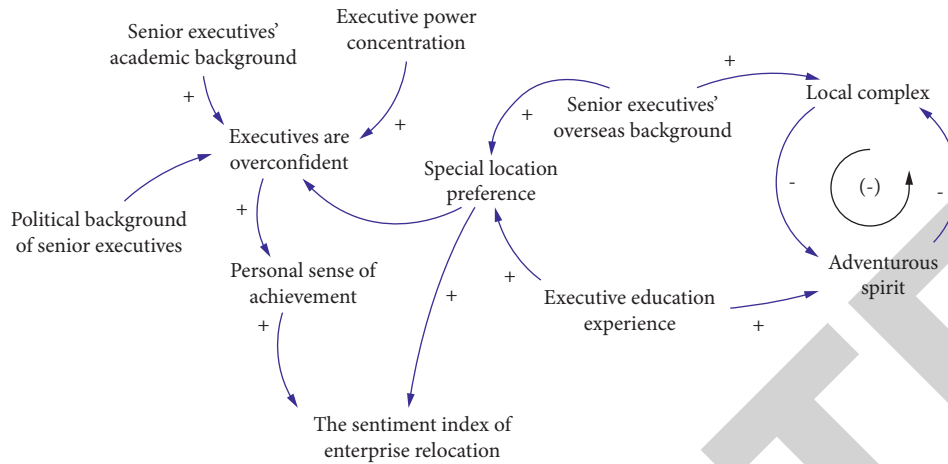 Senior executives’
academic background
Executive power
concentration
+
+
Executives are
overconfident
Political background
of senior executives
+
Personal sense of
achievement
+
The sentiment index of
enterprise relocation
Special location
preference
+
+
+
Senior executives’
overseas background
Executive education
experience
+
+
Local complex
-
(-)
-
Adventurous
spirit